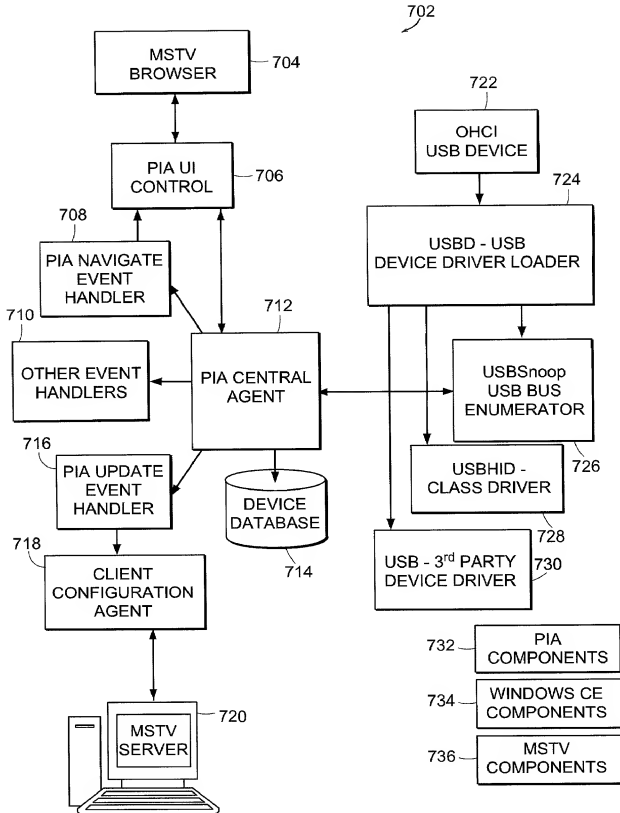 702
MSTV
BROWSER
704
PIA UI
CONTROL
706
708
PIA NAVIGATE
EVENT
HANDLER
710
OTHER EVENT
HANDLERS
712
PIA CENTRAL
AGENT
716
PIA UPDATE
EVENT
HANDLER
DEVICE
DATABASE
714
718
CLIENT
CONFIGURATION
AGENT
MSTV
SERVER
720
722
OHCI
USB DEVICE
724
USBD - USB
DEVICE DRIVER LOADER
USBSnoop
USB BUS
ENUMERATOR
726
USBHID -
CLASS DRIVER
728
USB - 3rd PARTY
DEVICE DRIVER
730
732
PIA
COMPONENTS
734
WINDOWS CE
COMPONENTS
736
MSTV
COMPONENTS